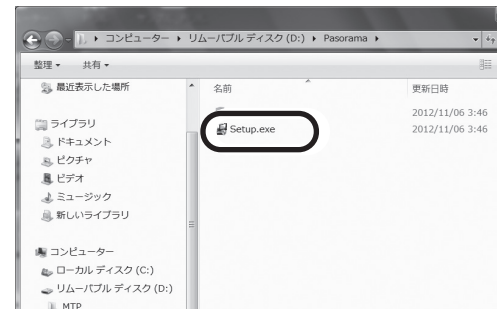 コンピューター ▸ リムーバブル ディスク (D:) ▸ Pasorama ▸
整理 ▾ 共有 ▾
最近表示した場所
名前 更新日時
2012/11/06 3:46
Setup.exe 2012/11/06 3:46
ライブラリ
ドキュメント
ピクチャ
ビデオ
ミュージック
新しいライブラリ
コンピューター
ローカル ディスク (C:)
リムーバブル ディスク (D:)
MTP